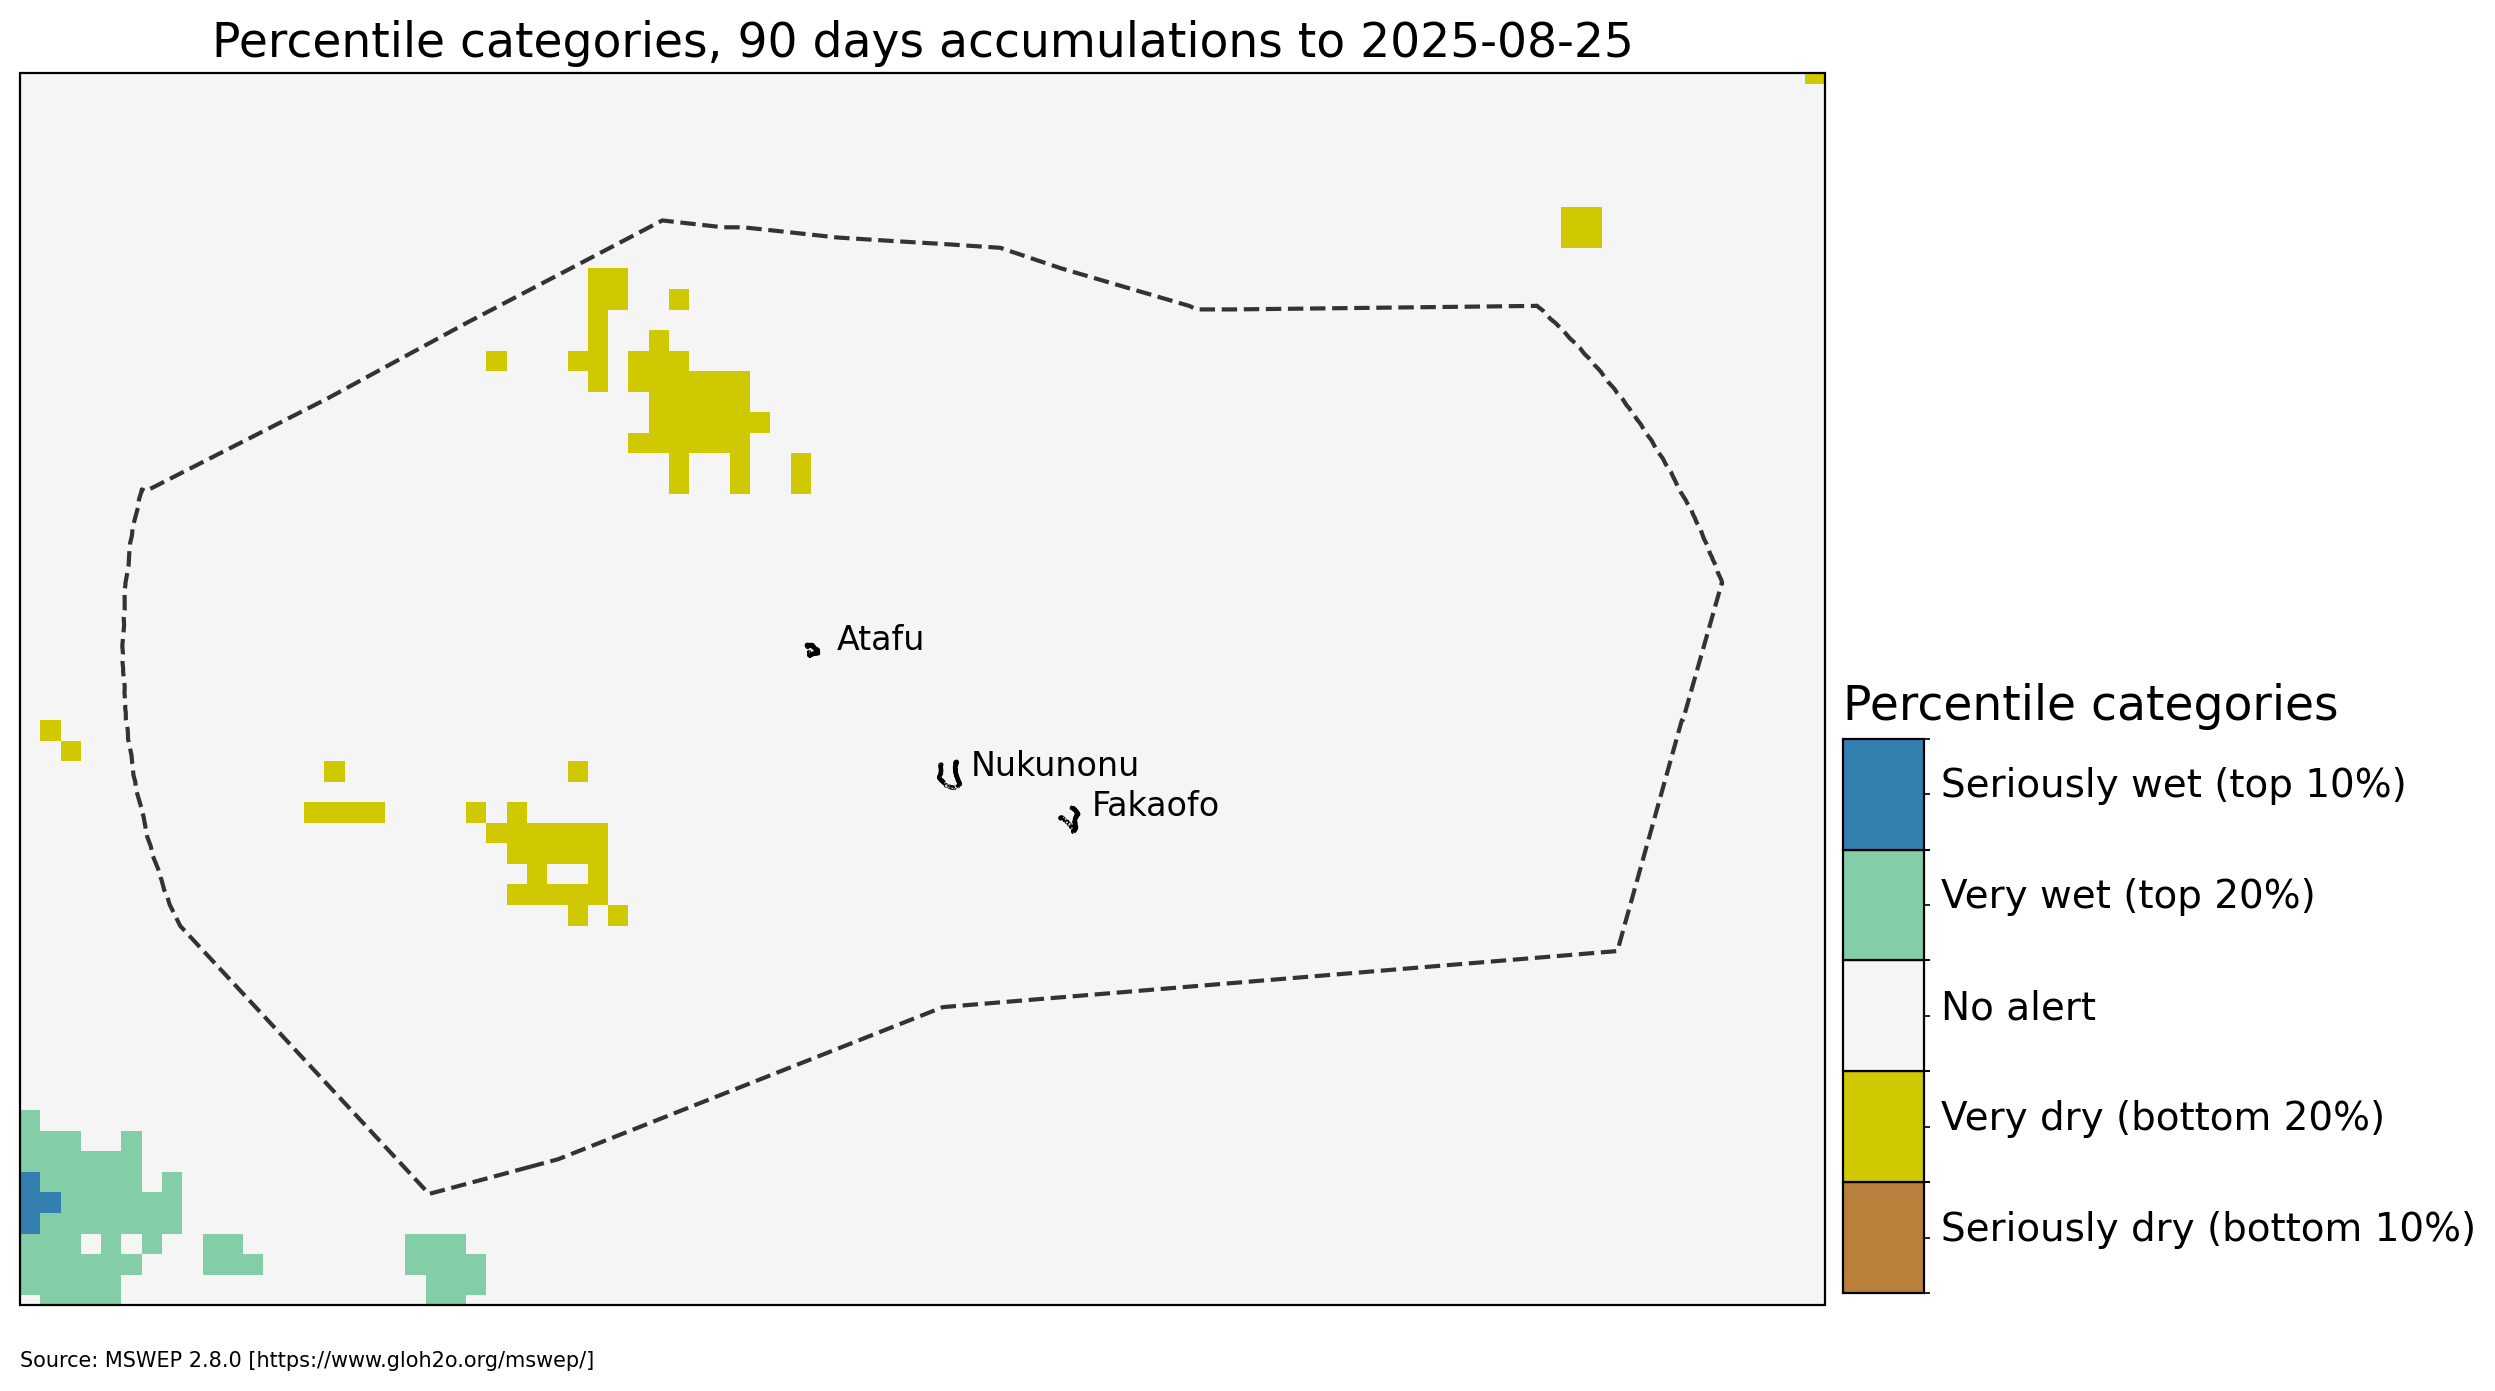 Percentile categories, 90 days accumulations to 2025-08-25
Atafu
Nukunonu
Fakaofo
Percentile categories
Seriously wet (top 10%)
Very wet (top 20%)
No alert
Very dry (bottom 20%)
Seriously dry (bottom 10%)
Source: MSWEP 2.8.0 [https://www.gloh2o.org/mswep/]